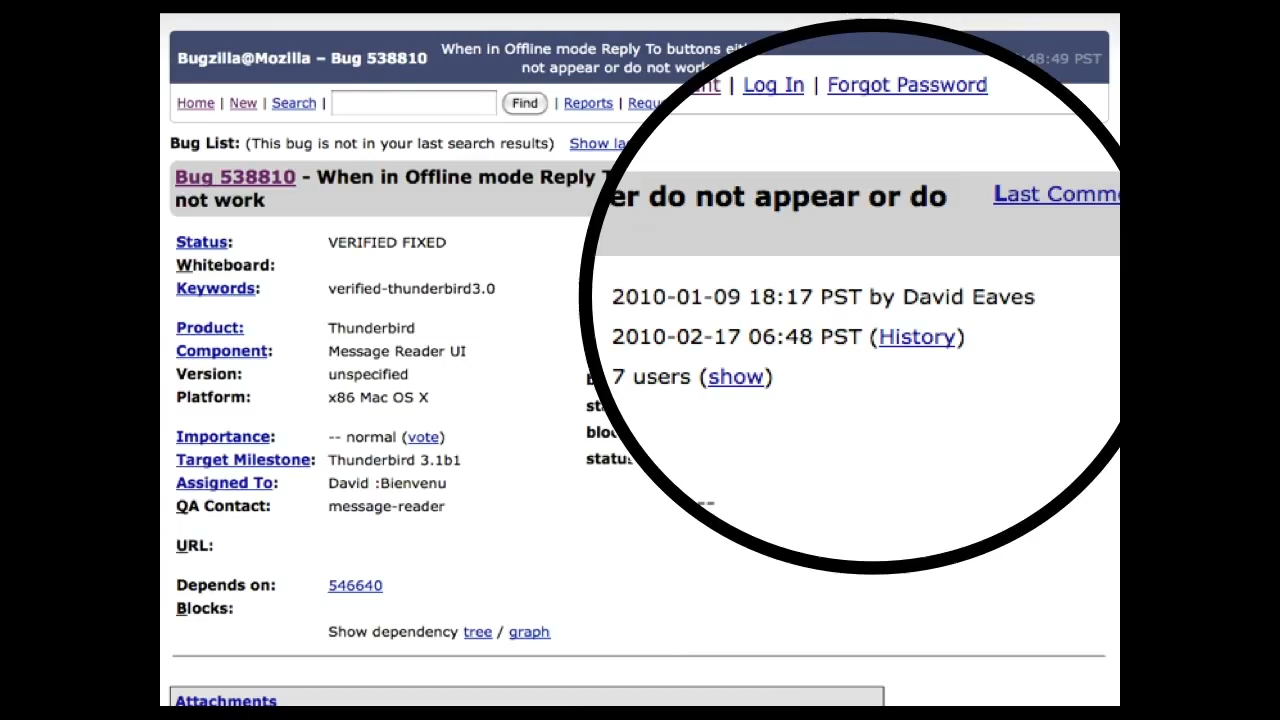 Bugzilla@Mozilla – Bug 538810
When in Offline mode Reply To buttons
not appear or do not work
:48:49 PST
Home | New | Search | Find | Reports |
| Log In | Forgot Password
Bug List: (This bug is not in your last search results) Show
Bug 538810 - When in Offline mode Reply
not work
er do not appear or do
Last Comme
Status: VERIFIED FIXED
Whiteboard:
Keywords: verified-thunderbird3.0
Product: Thunderbird
Component: Message Reader UI
Version: unspecified
Platform: x86 Mac OS X
Importance: -- normal (vote)
Target Milestone: Thunderbird 3.1b1
Assigned To: David :Bienvenu
QA Contact: message-reader
URL:
Depends on: 546640
Blocks:
Show dependency tree / graph
2010-01-09 18:17 PST by David Eaves
2010-02-17 06:48 PST (History)
7 users (show)
--
Attachments